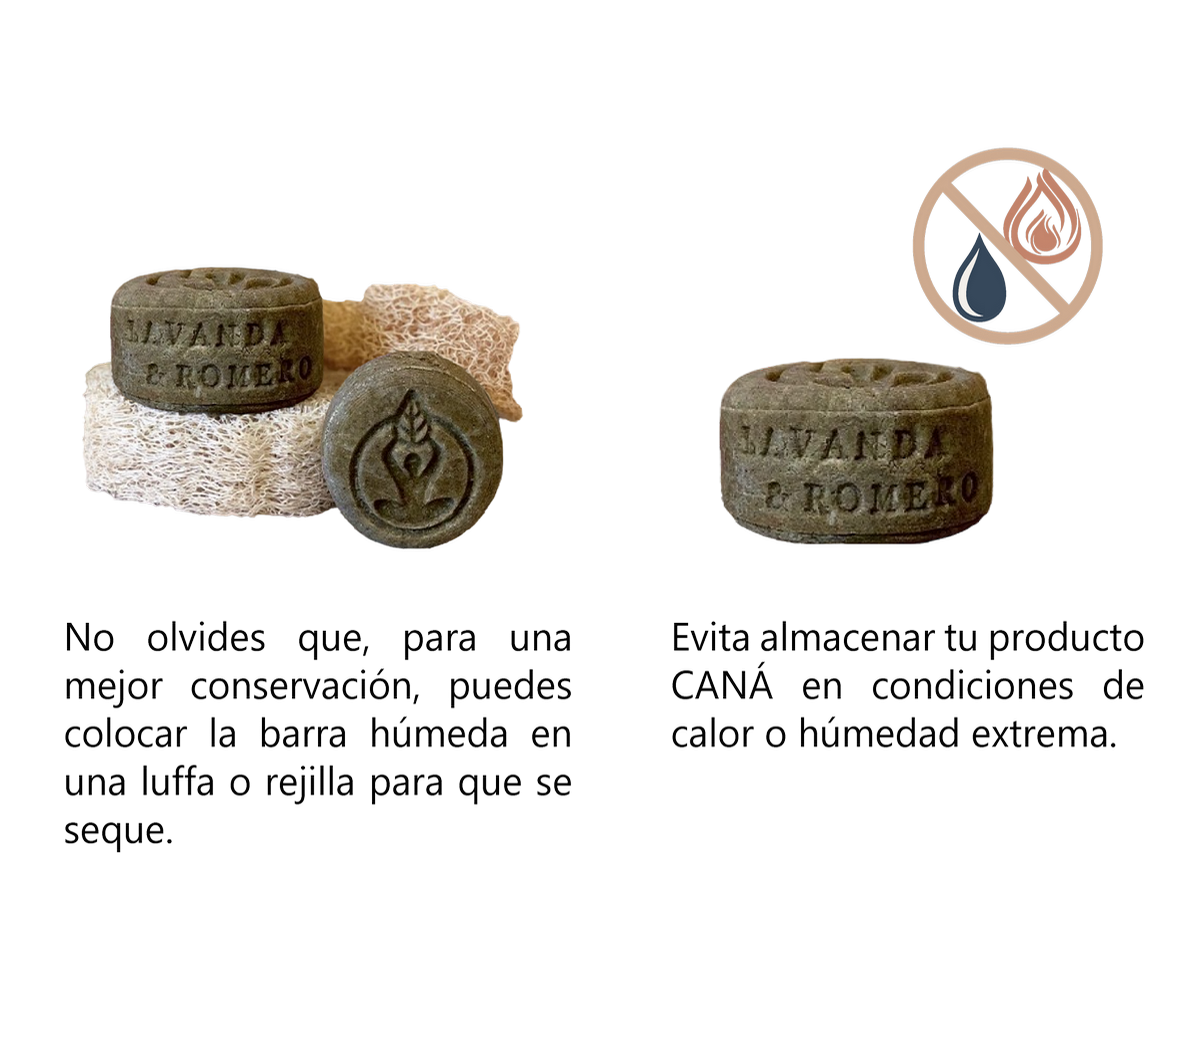 LAVANDA
& ROMERO
LAVANDA
& ROMERO
No olvides que, para una
mejor conservación, puedes
colocar la barra húmeda en
una luffa o rejilla para que se
seque.
Evita almacenar tu producto
CANÁ en condiciones de
calor o húmedad extrema.